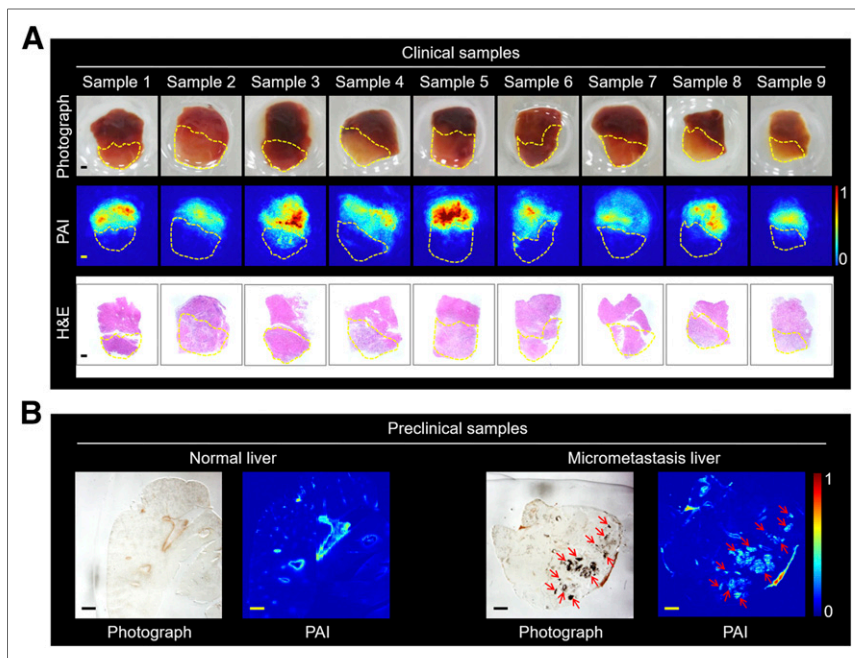 A
Clinical samples
Sample 1 Sample 2 Sample 3 Sample 4 Sample 5 Sample 6 Sample 7 Sample 8 Sample 9
Photograph
PAI
1
0
H&E
B
Preclinical samples
Normal liver Micrometastasis liver
1
0
Photograph PAI Photograph PAI